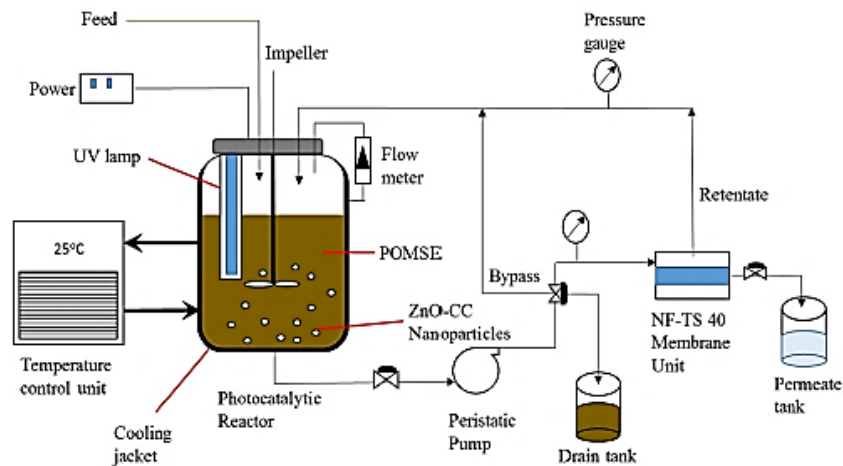 Feed
Impeller
Pressure
gauge
Power
UV lamp
Flow
meter
25°C
POMSE
Retentate
Bypass
ZnO-CC
Nanoparticles
NF-TS 40
Membrane
Unit
Temperature
control unit
Photocatalytic
Reactor
Peristatic
Pump
Permeate
tank
Cooling
jacket
Drain tank